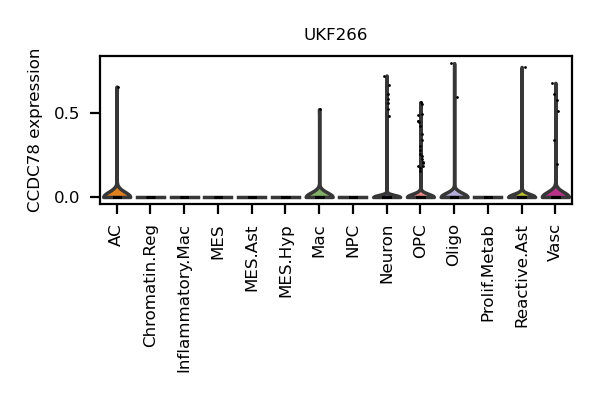 UKF266
CCDC78 expression
0.5
0.0
AC
Chromatin.Reg
Inflammatory.Mac
MES
MES.Ast
MES.Hyp
Mac
NPC
Neuron
OPC
Oligo
Prolif.Metab
Reactive.Ast
Vasc